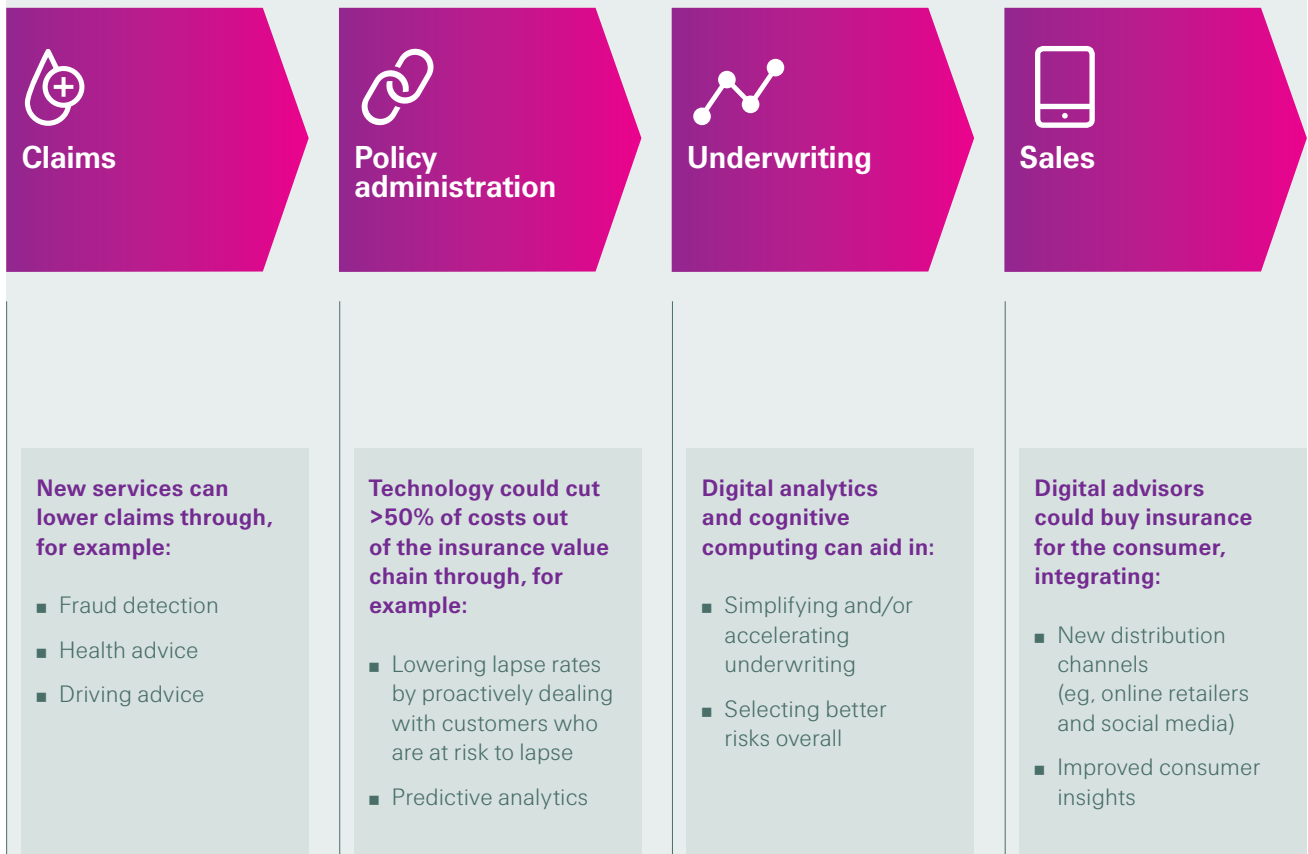 Claims
Policy
administration
Underwriting
Sales
New services can
lower claims through,
for example:
■ Fraud detection
■ Health advice
■ Driving advice
Technology could cut
>50% of costs out
of the insurance value
chain through, for
example:
■ Lowering lapse rates
by proactively dealing
with customers who
are at risk to lapse
■ Predictive analytics
Digital analytics
and cognitive
computing can aid in:
■ Simplifying and/or
accelerating
underwriting
■ Selecting better
risks overall
Digital advisors
could buy insurance
for the consumer,
integrating:
■ New distribution
channels
(eg, online retailers
and social media)
■ Improved consumer
insights